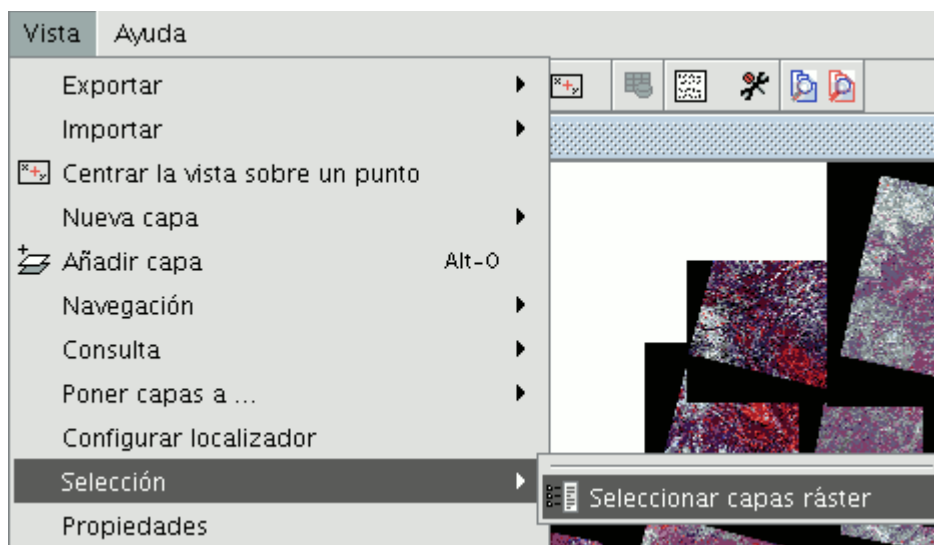 Vista Ayuda
Exportar
Importar
Centrar la vista sobre un punto
Nueva capa
Añadir capa Alt-O
Navegación
Consulta
Poner capas a ...
Configurar localizador
Selección
Seleccionar capas ráster
Propiedades